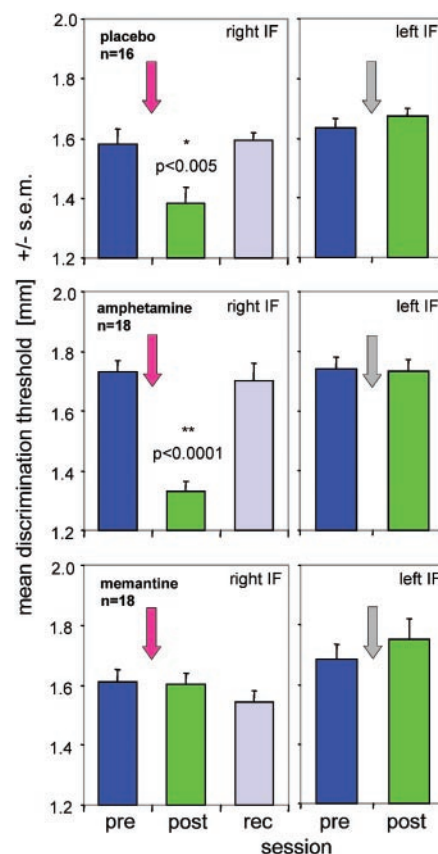 mean discrimination threshold [mm] +/- s.e.m.
2.0
1.8
1.6
1.4
1.2
placebo
n=16
right IF
*
p<0.005
left IF
2.0
1.8
1.6
1.4
1.2
amphetamine
n=18
right IF
**
p<0.0001
left IF
2.0
1.8
1.6
1.4
1.2
memantine
n=18
right IF
left IF
pre post rec pre post
session